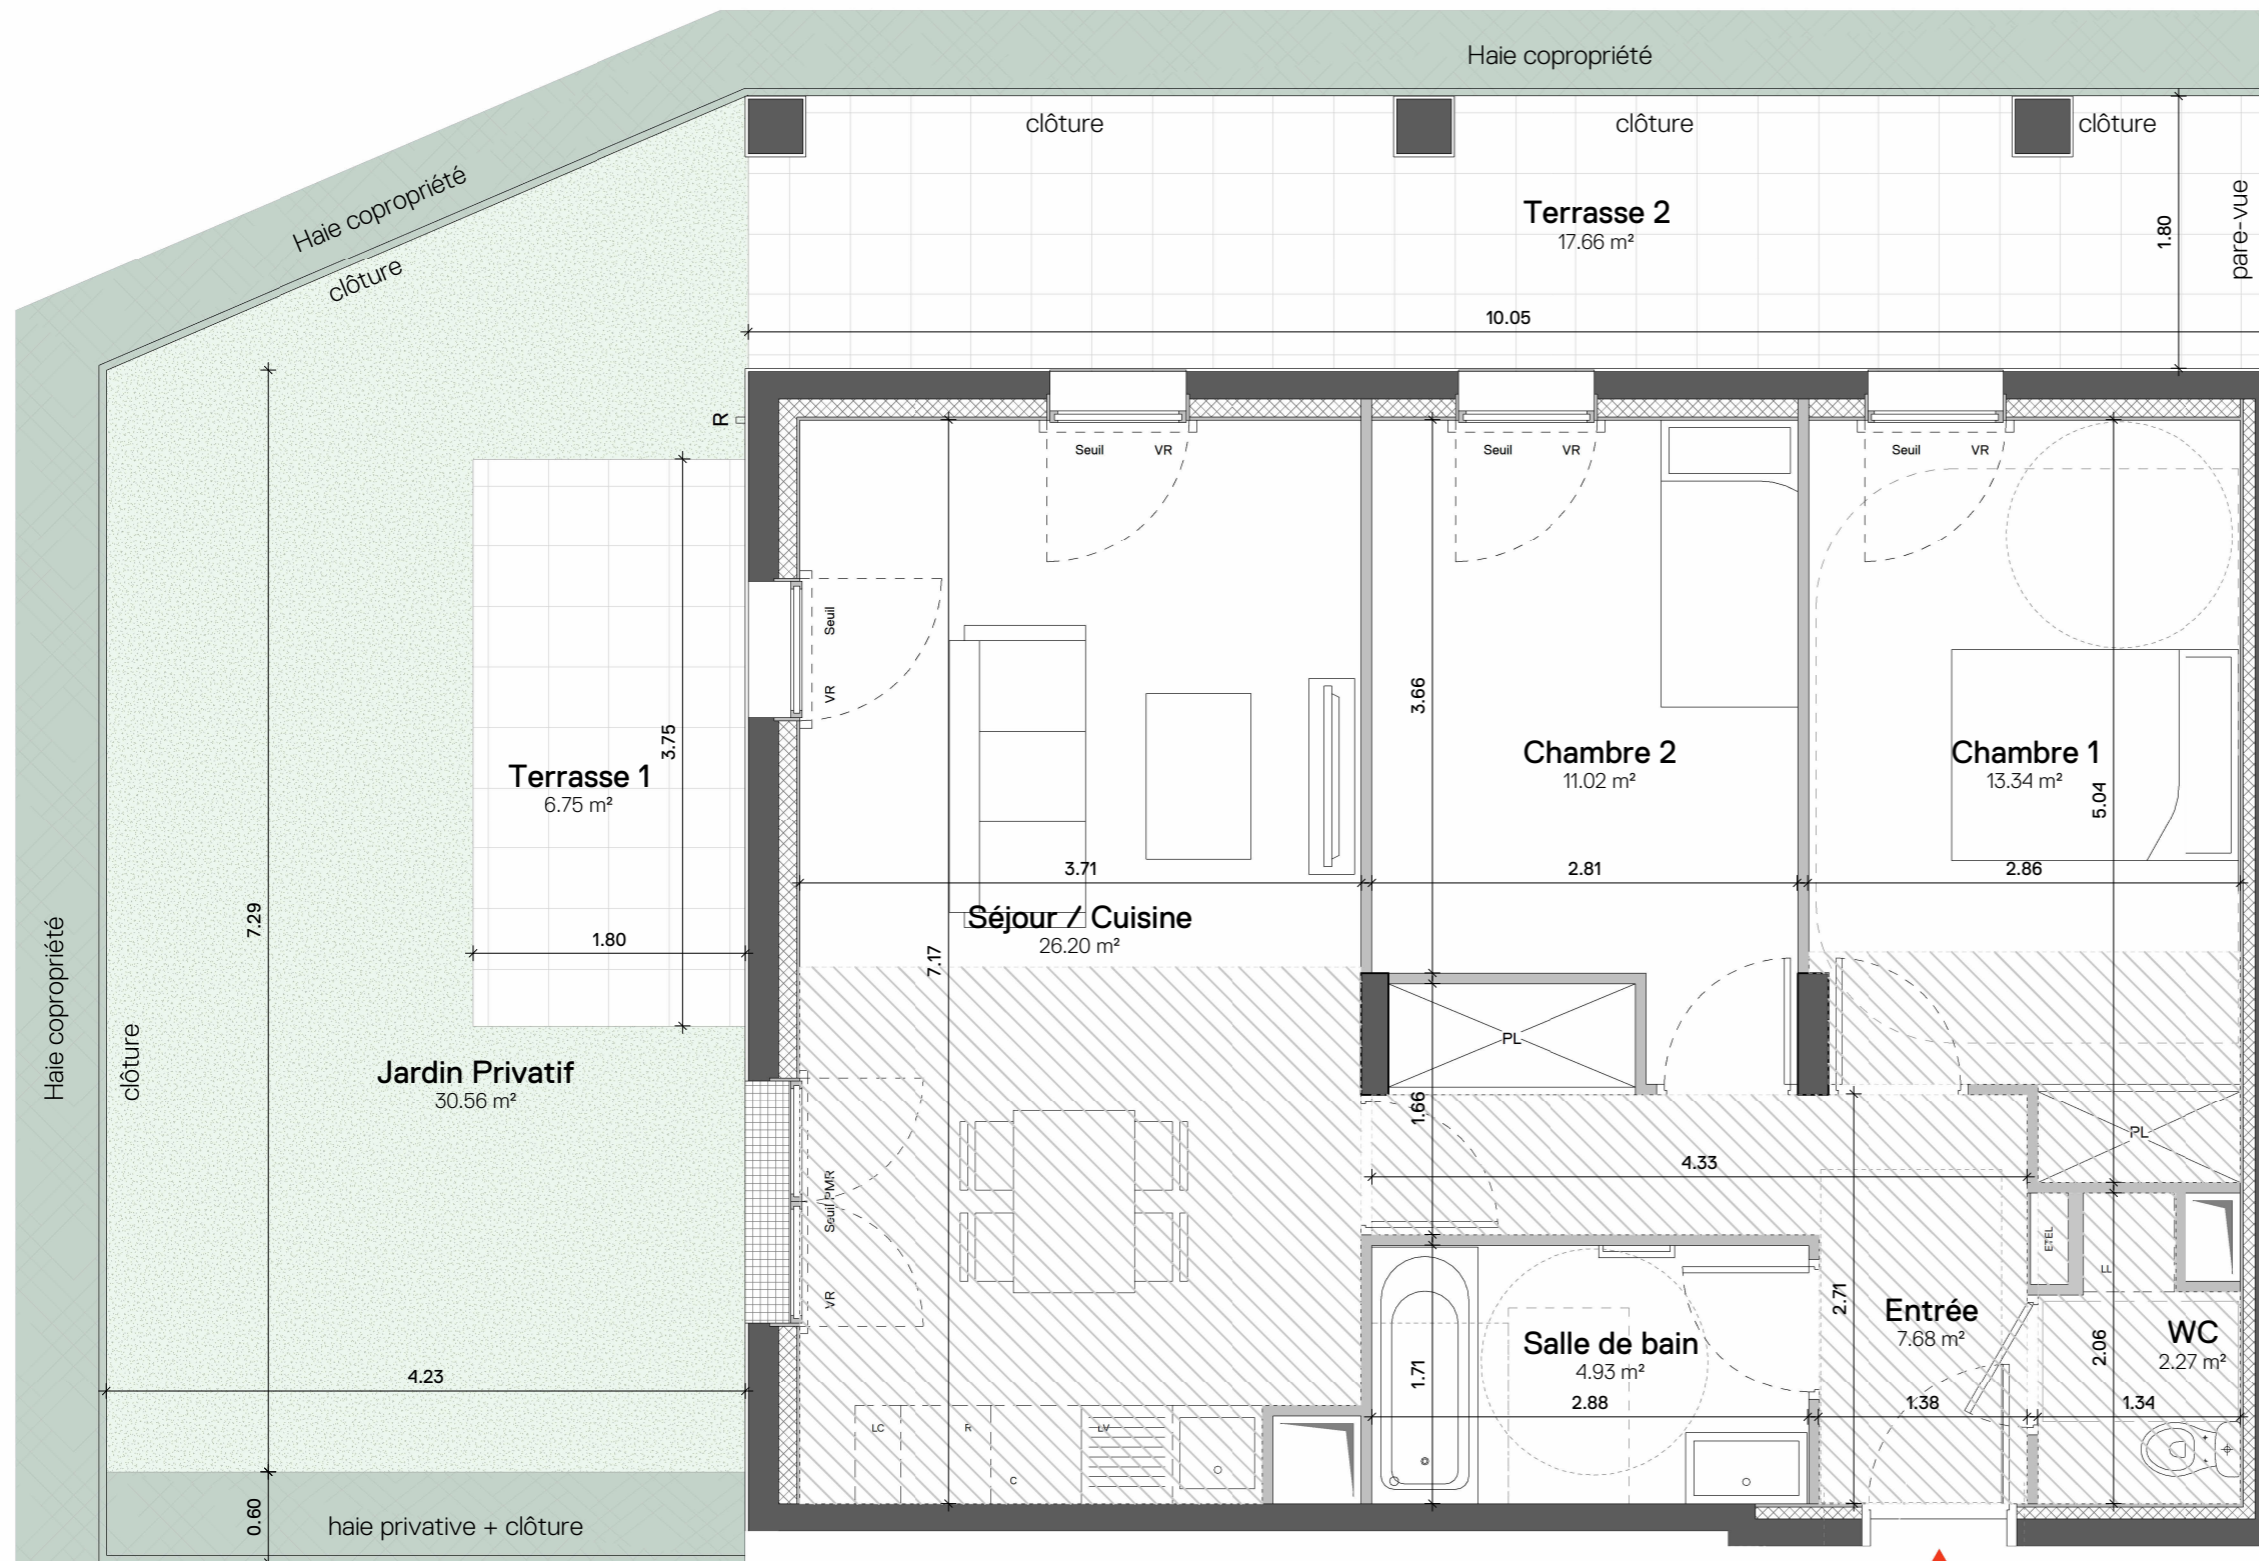 Haie copropriété
clôture
clôture
clôture
Haie copropriété
clôture
Terrasse 2
17.66 m²
1.80
pare-vue
10.05
R
Seuil
VR
Seuil
VR
Seuil
VR
Seuil
VR
3.66
3.75
Terrasse 1
6.75 m²
Chambre 2
11.02 m²
Chambre 1
13.34 m²
5.04
3.71
2.81
2.86
7.29
1.80
Séjour / Cuisine
26.20 m²
7.17
Haie copropriété
clôture
Jardin Privatif
30.56 m²
PL
1.66
PL
4.33
Seuil PMR
VR
ETEL
LL
2.71
Entrée
7.68 m²
Salle de bain
4.93 m²
1.71
2.06
WC
2.27 m²
4.23
2.88
1.38
1.34
LC
R
LV
C
0.60
haie privative + clôture